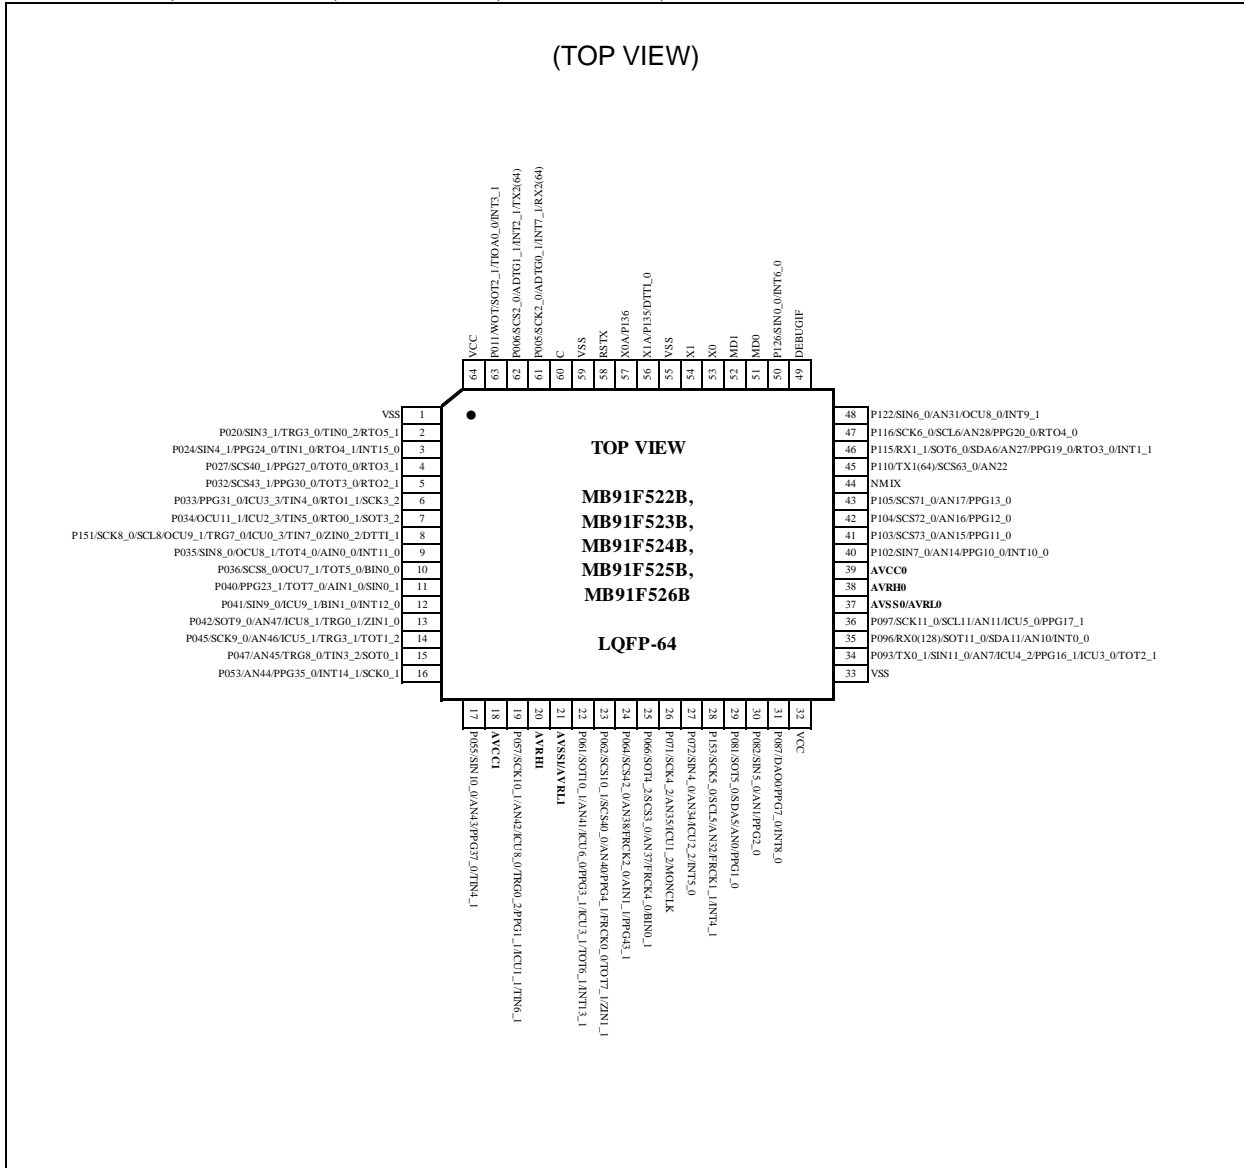 (TOP VIEW)
VCC
P011/WOT/SOT2_1/TIOA0_0/INT3_1
P006/SCS2_0/ADTG1_1/INT2_1/TX2(64)
P005/SCK2_0/ADTG0_1/INT7_1/RX2(64)
C
VSS
RSTX
X0A/P136
X1A/P135/DTTI_0
VSS
X1
X0
MD1
MD0
P126/SIN0_0/INT6_0
DEBUGIF
64 63 62 61 60 59 58 57 56 55 54 53 52 51 50 49
VSS 1
P020/SIN3_1/TRG3_0/TIN0_2/RTO5_1 2
P024/SIN4_1/PPG24_0/TIN1_0/RTO4_1/INT15_0 3
P027/SCS40_1/PPG27_0/TOT0_0/RTO3_1 4
P032/SCS43_1/PPG30_0/TOT3_0/RTO2_1 5
P033/PPG31_0/ICU3_3/TIN4_0/RTO1_1/SCK3_2 6
P034/OCU11_1/ICU2_3/TIN5_0/RTO0_1/SOT3_2 7
P151/SCK8_0/SCL8/OCU9_1/TRG7_0/ICU0_3/TIN7_0/ZIN0_2/DTTI_1 8
P035/SIN8_0/OCU8_1/TOT4_0/AIN0_0/INT11_0 9
P036/SCS8_0/OCU7_1/TOT5_0/BIN0_0 10
P040/PPG23_1/TOT7_0/AIN1_0/SIN0_1 11
P041/SIN9_0/ICU9_1/BIN1_0/INT12_0 12
P042/SOT9_0/AN47/ICU8_1/TRG0_1/ZIN1_0 13
P045/SCK9_0/AN46/ICU5_1/TRG3_1/TOT1_2 14
P047/AN45/TRG8_0/TIN3_2/SOT0_1 15
P053/AN44/PPG35_0/INT14_1/SCK0_1 16
TOP VIEW
MB91F522B,
MB91F523B,
MB91F524B,
MB91F525B,
MB91F526B
LQFP-64
48 P122/SIN6_0/AN31/OCU8_0/INT9_1
47 P116/SCK6_0/SCL6/AN28/PPG20_0/RTO4_0
46 P115/RX1_1/SOT6_0/SDA6/AN27/PPG19_0/RTO3_0/INT1_1
45 P110/TX1(64)/SCS63_0/AN22
44 NMIX
43 P105/SCS71_0/AN17/PPG13_0
42 P104/SCS72_0/AN16/PPG12_0
41 P103/SCS73_0/AN15/PPG11_0
40 P102/SIN7_0/AN14/PPG10_0/INT10_0
39 AVCC0
38 AVRH0
37 AVSS0/AVRL0
36 P097/SCK11_0/SCL11/AN11/ICU5_0/PPG17_1
35 P096/RX0(128)/SOT11_0/SDA11/AN10/INT0_0
34 P093/TX0_1/SIN11_0/AN7/ICU4_2/PPG16_1/ICU3_0/TOT2_1
33 VSS
17 18 19 20 21 22 23 24 25 26 27 28 29 30 31 32
P055/SIN10_0/AN43/PPG37_0/TIN4_1
AVCC1
P057/SCK10_1/AN42/ICU8_0/TRG0_2/PPG1_1/ICU1_1/TIN6_1
AVRH1
AVSS1/AVRL1
P061/SOT10_1/AN41/ICU6_0/PPG3_1/ICU3_1/TOT6_1/INT13_1
P062/SCS10_1/SCS40_0/AN40/PPG4_1/FRCK0_0/TOT7_1/ZIN1_1
P064/SCS42_0/AN38/FRCK2_0/AIN1_1/PPG43_1
P066/SOT4_2/SCS3_0/AN37/FRCK4_0/BIN0_1
P071/SCK4_2/AN35/ICU1_2/MONCLK
P072/SIN4_0/AN34/ICU2_2/INT5_0
P153/SCK5_0/SCL5/AN32/FRCK1_1/INT4_1
P081/SOT5_0/SDA5/AN0/PPG1_0
P082/SIN5_0/AN1/PPG2_0
P087/DAO0/PPG7_0/INT8_0
VCC